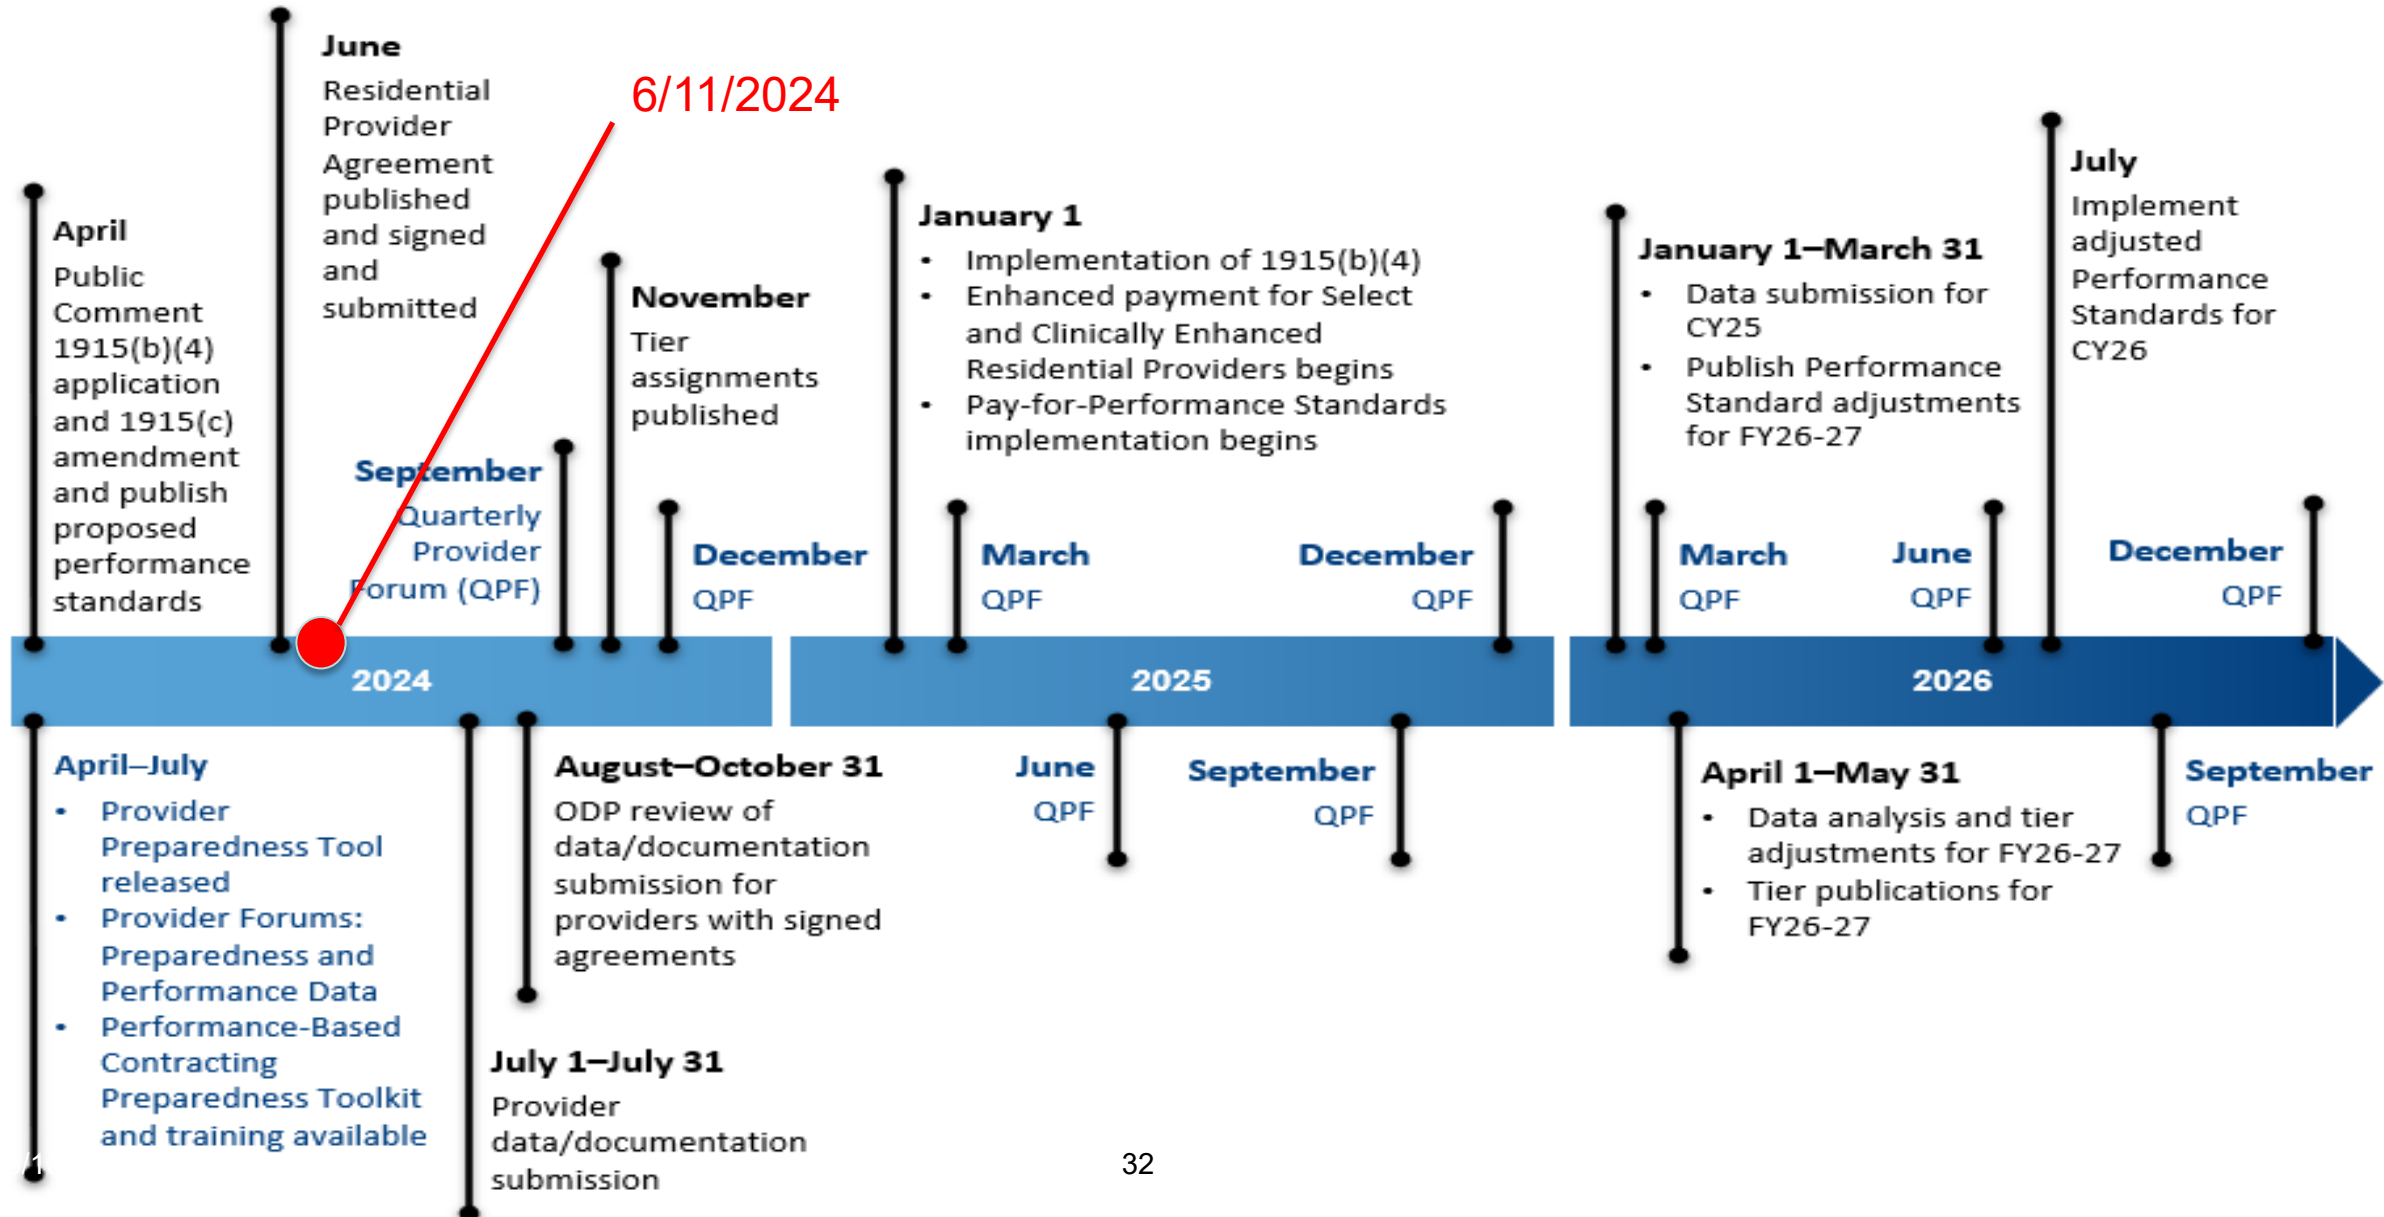 June
Residential
Provider
Agreement
published
and signed
and
submitted
6/11/2024
April
Public
Comment
1915(b)(4)
application
and 1915(c)
amendment
and publish
proposed
performance
standards
September
Quarterly
Provider
Forum (QPF)
November
Tier
assignments
published
December
QPF
January 1
• Implementation of 1915(b)(4)
• Enhanced payment for Select
and Clinically Enhanced
Residential Providers begins
• Pay-for-Performance Standards
implementation begins
March
QPF
December
QPF
January 1–March 31
• Data submission for
CY25
• Publish Performance
Standard adjustments
for FY26-27
March
QPF
June
QPF
July
Implement
adjusted
Performance
Standards for
CY26
December
QPF
2024
2025
2026
April–July
• Provider
Preparedness Tool
released
• Provider Forums:
Preparedness and
Performance Data
• Performance-Based
Contracting
Preparedness Toolkit
and training available
July 1–July 31
Provider
data/documentation
submission
August–October 31
ODP review of
data/documentation
submission for
providers with signed
agreements
June
QPF
September
QPF
April 1–May 31
• Data analysis and tier
adjustments for FY26-27
• Tier publications for
FY26-27
September
QPF
32